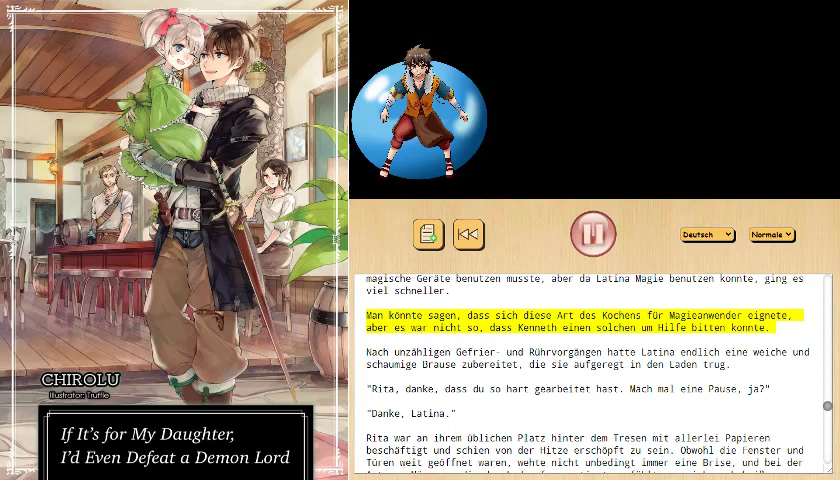 CHIROLU
Illustrator: Truffle
If It's for My Daughter,
I'd Even Defeat a Demon Lord
Deutsch
Normale
magische Geräte benutzen musste, aber da Latina Magie benutzen konnte, ging es
viel schneller.
Man könnte sagen, dass sich diese Art des Kochens für Magieanwender eignete,
aber es war nicht so, dass Kenneth einen solchen um Hilfe bitten konnte.
Nach unzähligen Gefrier- und Rührvorgängen hatte Latina endlich eine weiche und
schaumige Brause zubereitet, die sie aufgeregt in den Laden trug.
"Rita, danke, dass du so hart gearbeitet hast. Mach mal eine Pause, ja?"
"Danke, Latina."
Rita war an ihrem üblichen Platz hinter dem Tresen mit allerlei Papieren
beschäftigt und schien von der Hitze erschöpft zu sein. Obwohl die Fenster und
Türen weit geöffnet waren, wehte nicht unbedingt immer eine Brise, und bei der